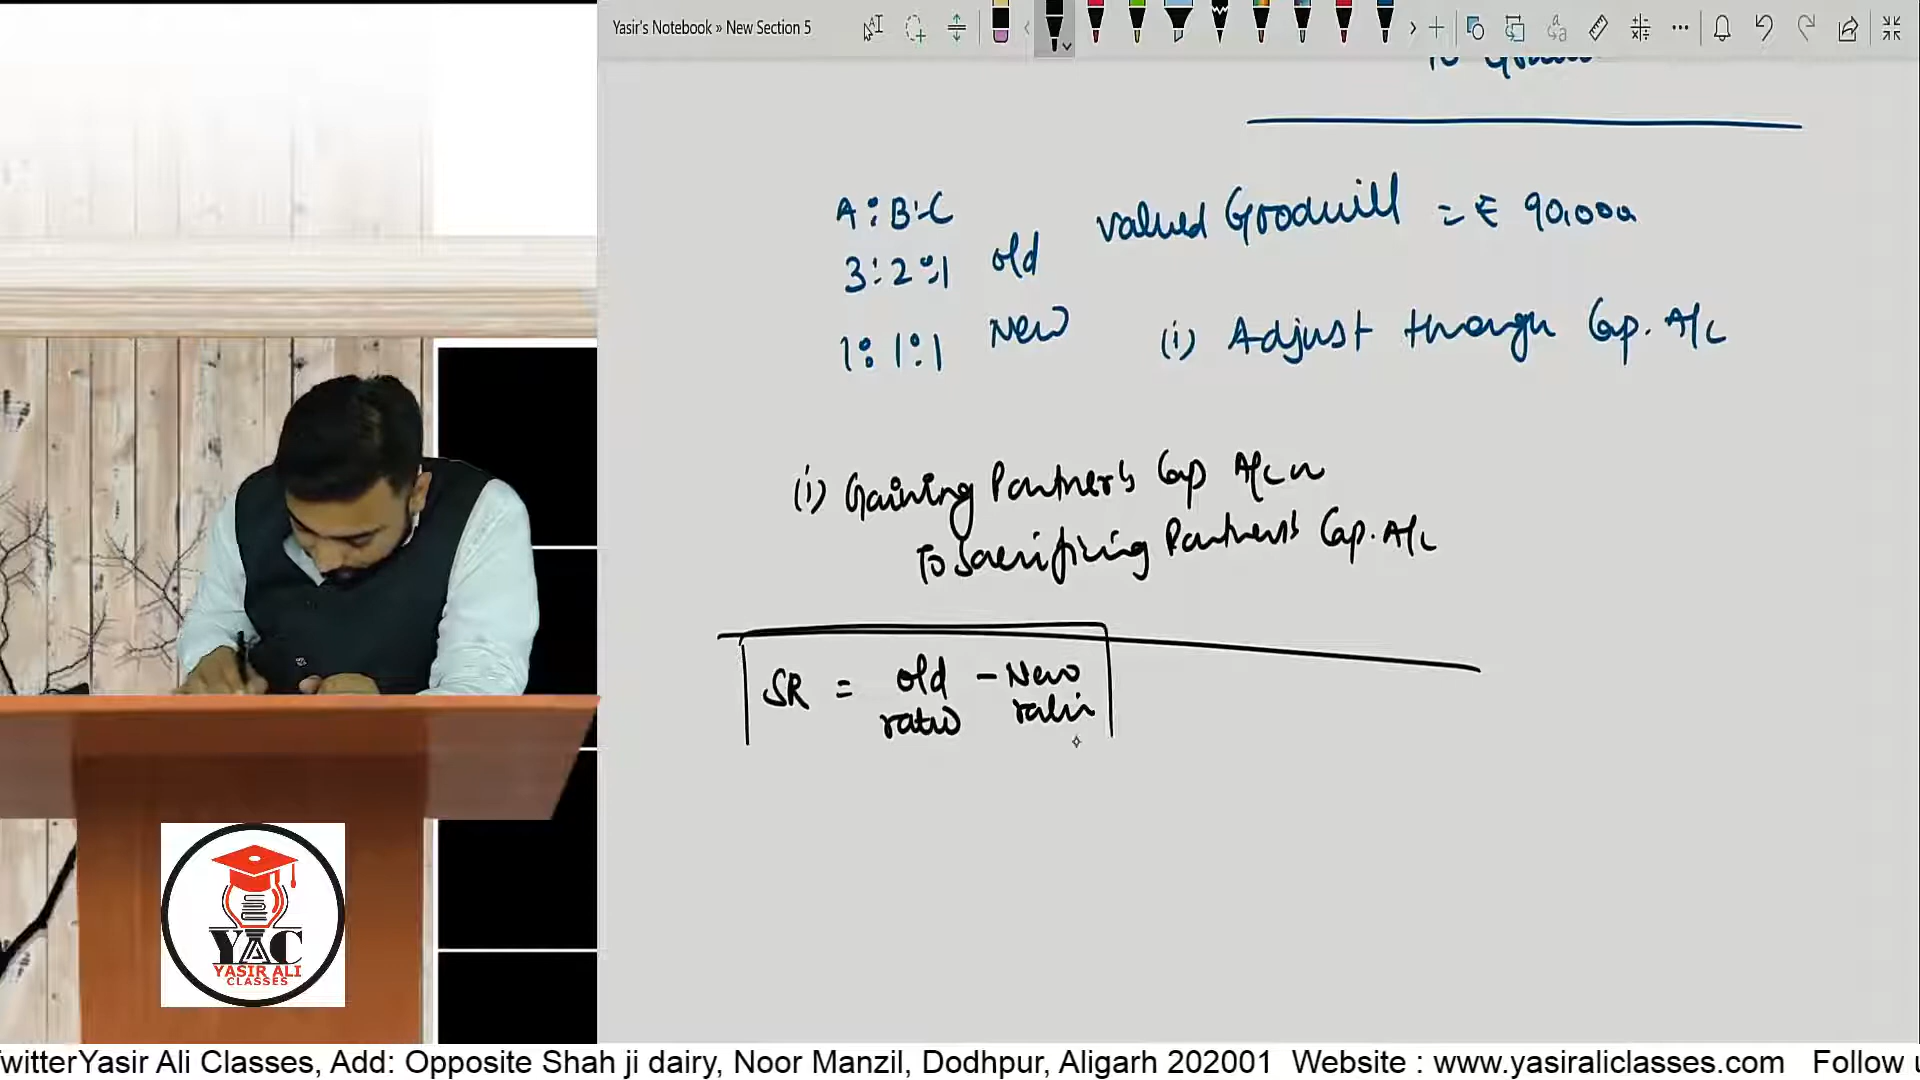 Yasir's Notebook » New Section 5
To
A:B:C
valued Goodwill = ₹ 90,000
3:2:1 old
1:1:1 New
(i) Adjust through Cap. A/c
(i) Gaining Partner's Cap A/c
To Sacrificing Partner's Cap. A/c
SR = old ratio - New ratio
YAC
YASIR ALI
CLASSES
TwitterYasir Ali Classes, Add: Opposite Shah ji dairy, Noor Manzil, Dodhpur, Aligarh 202001 Website : www.yasiraliclasses.com Follow